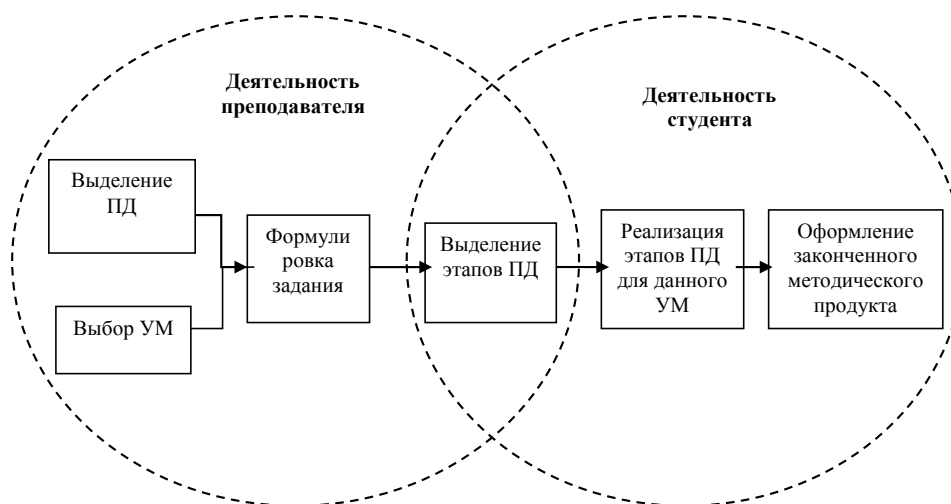 Деятельность
преподавателя
Деятельность
студента
Выделение
ПД
Выбор УМ
Формули
ровка
задания
Выделение
этапов ПД
Реализация
этапов ПД
для данного
УМ
Оформление
законченного
методического
продукта